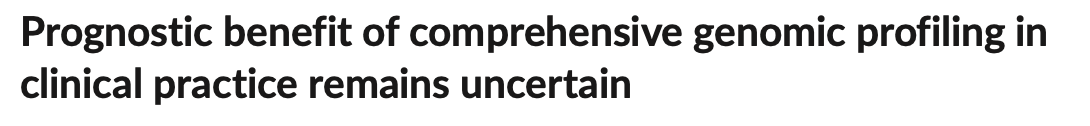 Prognostic benefit of comprehensive genomic profiling in
clinical practice remains uncertain